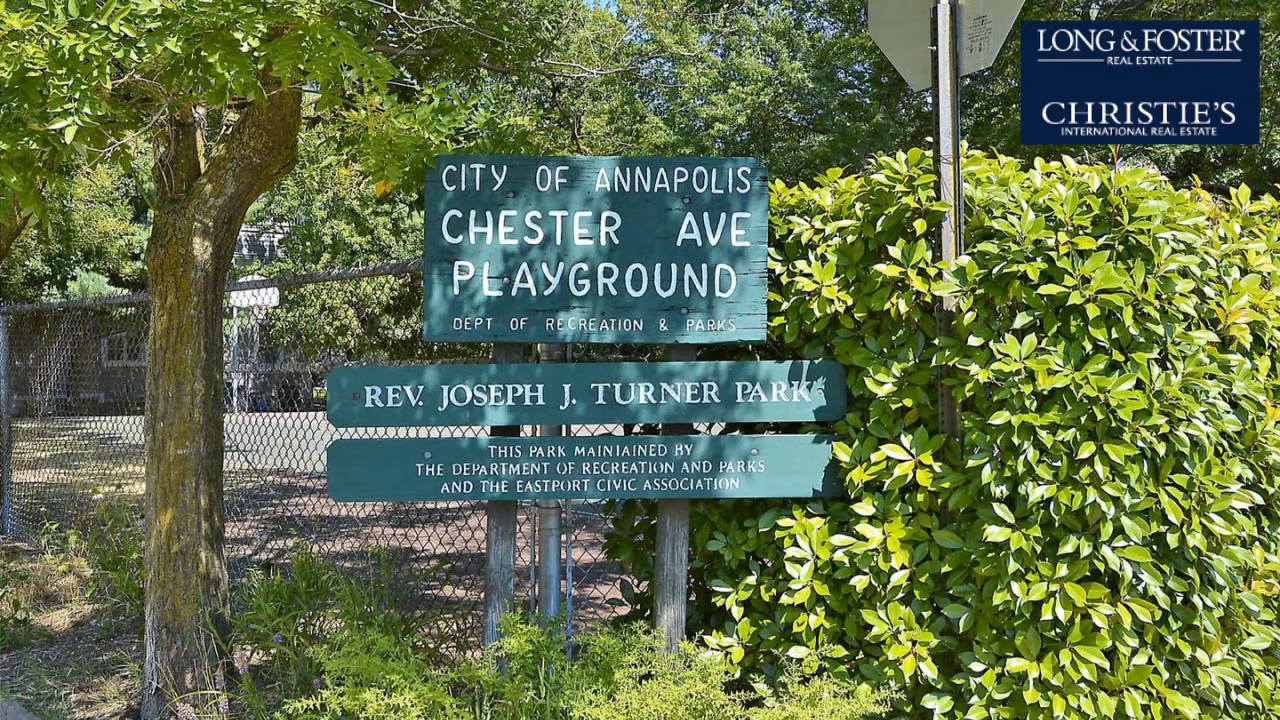 LONG & FOSTER®
REAL ESTATE
CHRISTIE'S
INTERNATIONAL REAL ESTATE
CITY OF ANNAPOLIS
CHESTER AVE
PLAYGROUND
DEPT OF RECREATION & PARKS
REV. JOSEPH J. TURNER PARK
THIS PARK MAINIAINED BY
THE DEPARTMENT OF RECREATION AND PARKS
AND THE EASTPORT CIVIC ASSOCIATION